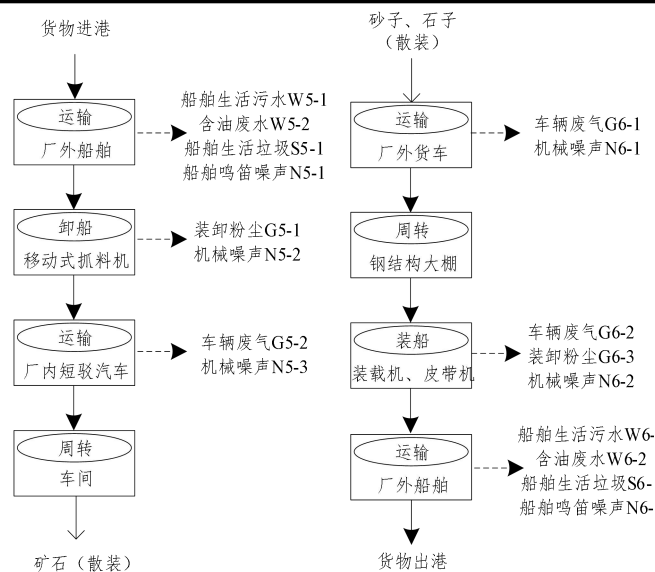 货物进港
运输
厂外船舶
船舶生活污水W5-1
含油废水W5-2
船舶生活垃圾S5-1
船舶鸣笛噪声N5-1
卸船
移动式抓料机
装卸粉尘G5-1
机械噪声N5-2
运输
厂内短驳汽车
车辆废气G5-2
机械噪声N5-3
周转
车间
矿石（散装）
砂子、石子
（散装）
运输
厂外货车
车辆废气G6-1
机械噪声N6-1
周转
钢结构大棚
装船
装载机、皮带机
车辆废气G6-2
装卸粉尘G6-3
机械噪声N6-2
运输
厂外船舶
船舶生活污水W6-
含油废水W6-2
船舶生活垃圾S6-
船舶鸣笛噪声N6-
货物出港